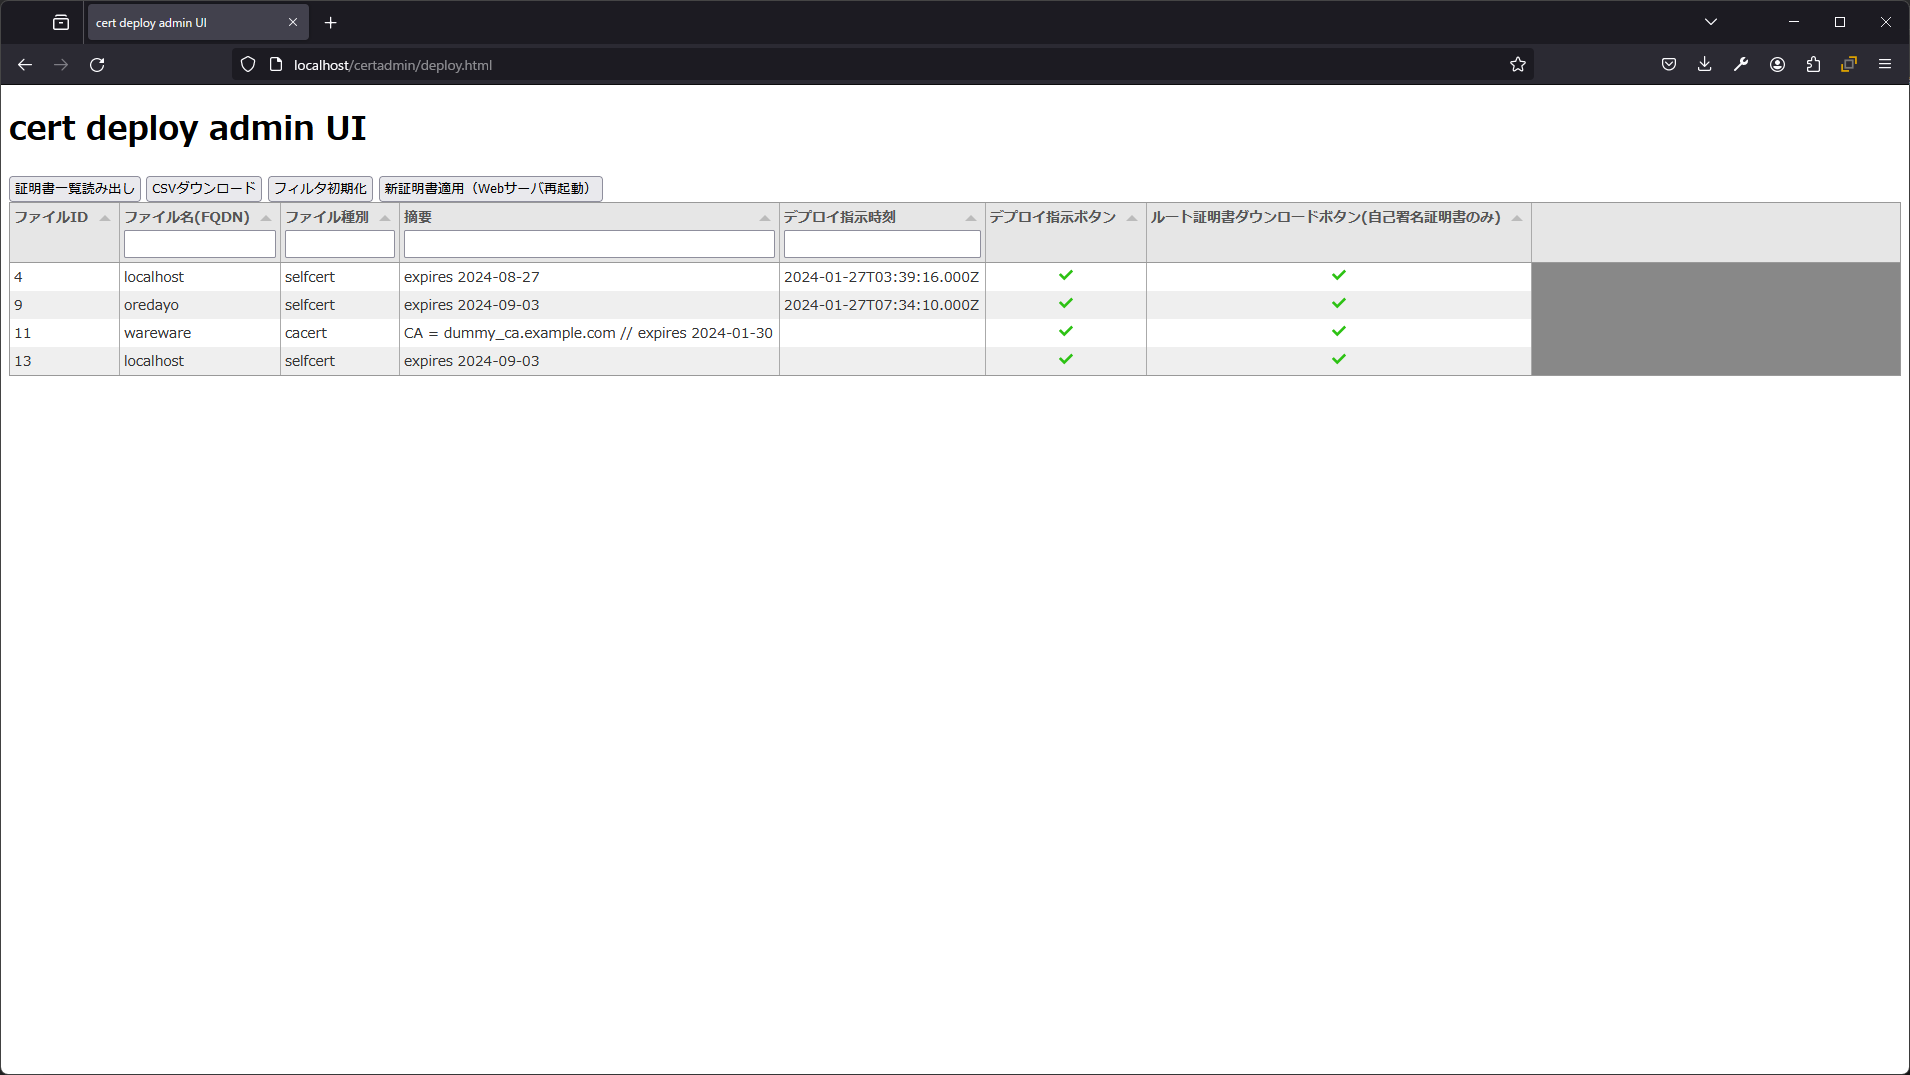 cert deploy admin UI
localhost/certadmin/deploy.html
cert deploy admin UI
証明書一覧読み出し CSVダウンロード フィルタ初期化 新証明書適用（Webサーバ再起動）
ファイルID ファイル名(FQDN) ファイル種別 摘要 デプロイ指示時刻 デプロイ指示ボタン ルート証明書ダウンロードボタン(自己署名証明書のみ)
4 localhost selfcert expires 2024-08-27 2024-01-27T03:39:16.000Z
9 oredayo selfcert expires 2024-09-03 2024-01-27T07:34:10.000Z
11 wareware cacert CA = dummy_ca.example.com // expires 2024-01-30
13 localhost selfcert expires 2024-09-03